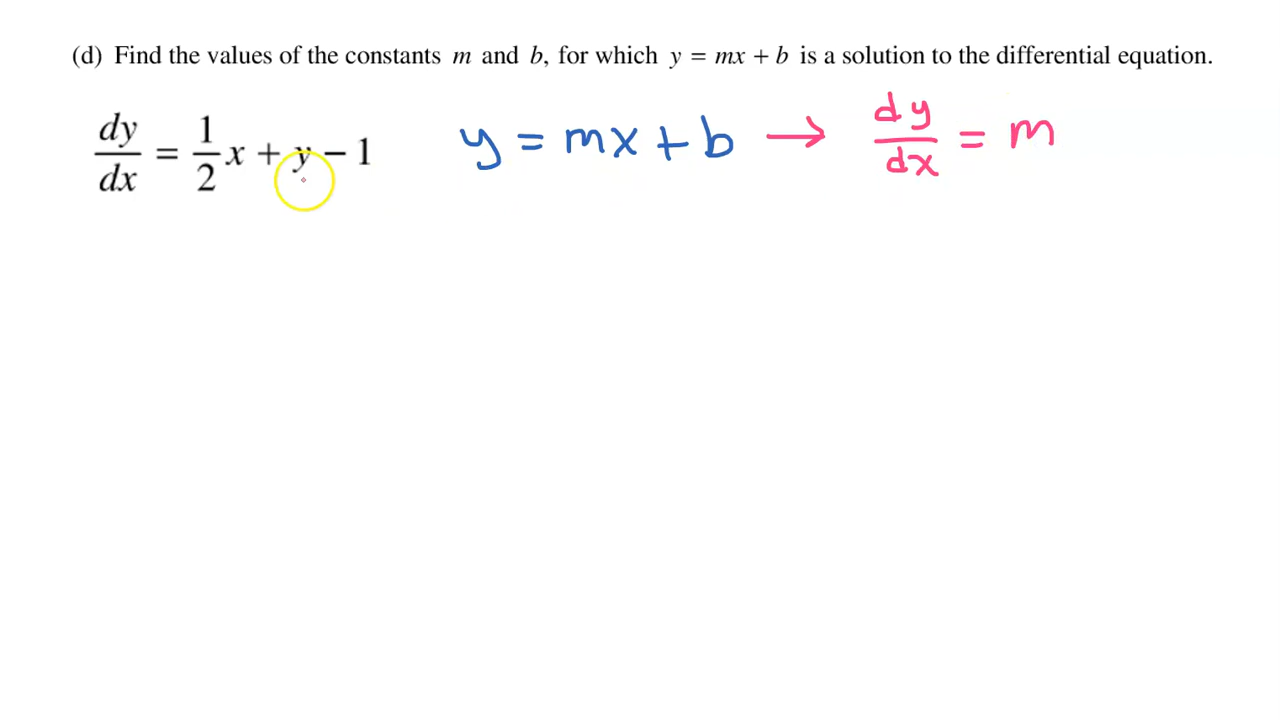 (d) Find the values of the constants m and b, for which y = mx + b is a solution to the differential equation.
dy/dx = 1/2 x + y − 1    y = mx + b → dy/dx = m